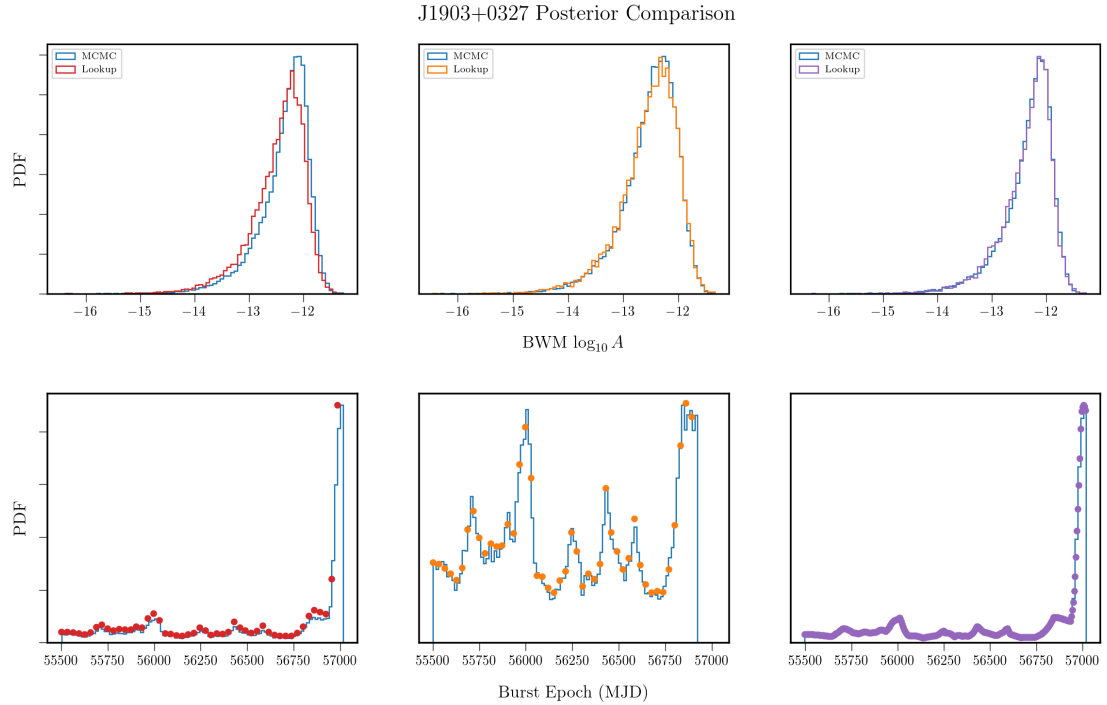 J1903+0327 Posterior Comparison
MCMC
Lookup
MCMC
Lookup
MCMC
Lookup
PDF
−16 −15 −14 −13 −12
−16 −15 −14 −13 −12
−16 −15 −14 −13 −12
BWM log₁₀ A
PDF
55500 55750 56000 56250 56500 56750 57000
55500 55750 56000 56250 56500 56750 57000
55500 55750 56000 56250 56500 56750 57000
Burst Epoch (MJD)